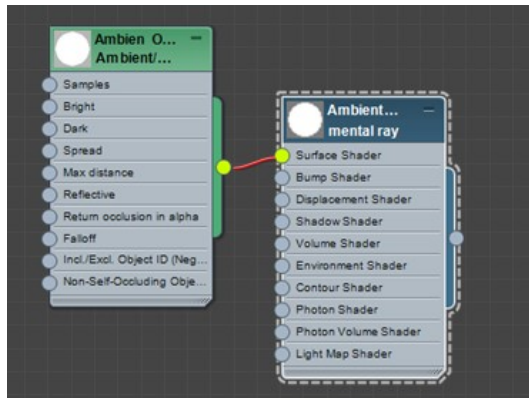 Ambien O...
Ambient/...
Samples
Bright
Dark
Spread
Max distance
Reflective
Return occlusion in alpha
Falloff
Incl./Excl. Object ID (Neg...
Non-Self-Occluding Obje...
Ambient...
mental ray
Surface Shader
Bump Shader
Displacement Shader
Shadow Shader
Volume Shader
Environment Shader
Contour Shader
Photon Shader
Photon Volume Shader
Light Map Shader